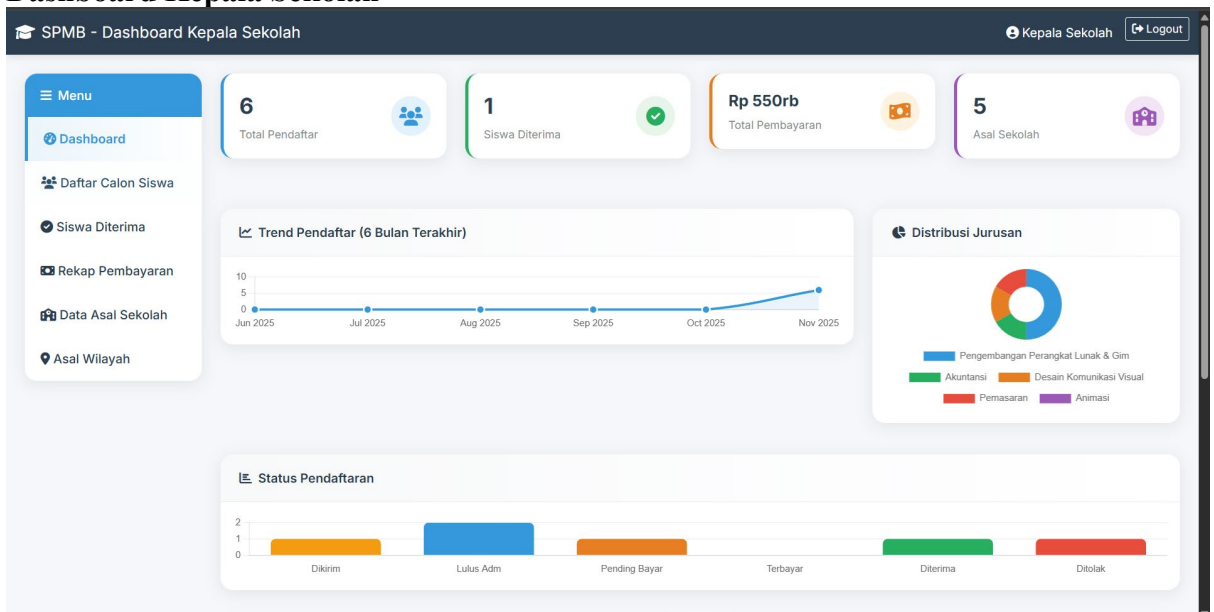 Dashboard Kepala Sekolah
SPMB - Dashboard Kepala Sekolah
Kepala Sekolah
Logout
Menu
Dashboard
Daftar Calon Siswa
Siswa Diterima
Rekap Pembayaran
Data Asal Sekolah
Asal Wilayah
6
Total Pendaftar
1
Siswa Diterima
Rp 550rb
Total Pembayaran
5
Asal Sekolah
Trend Pendaftar (6 Bulan Terakhir)
10
5
0
Jun 2025 Jul 2025 Aug 2025 Sep 2025 Oct 2025 Nov 2025
Distribusi Jurusan
Pengembangan Perangkat Lunak & Gim
Akuntansi Desain Komunikasi Visual
Pemasaran Animasi
Status Pendaftaran
2
1
0
Dikirim Lulus Adm Pending Bayar Terbayar Diterima Ditolak